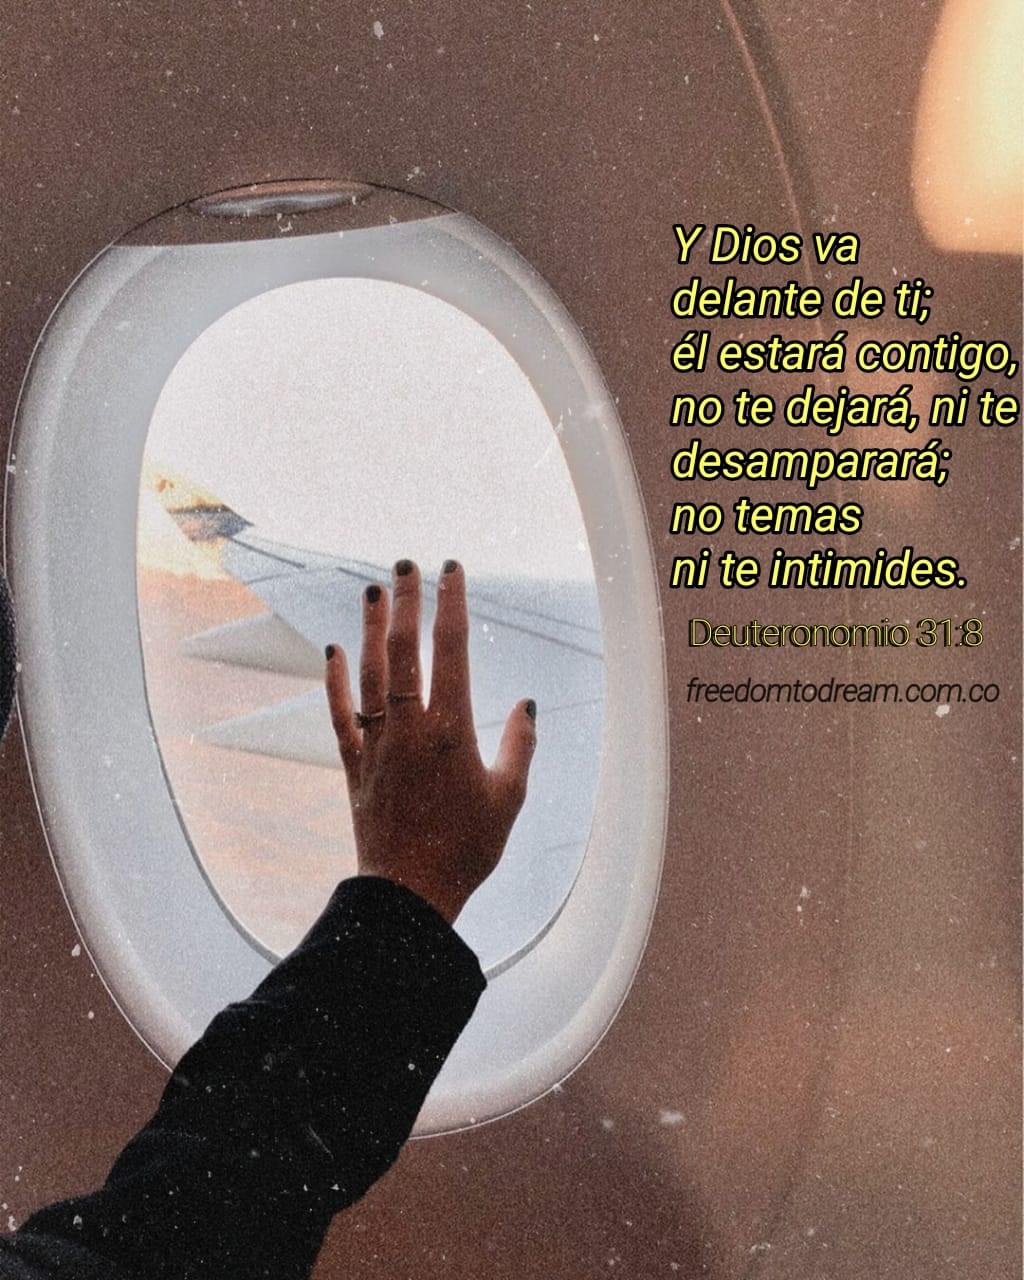 Y Dios va
delante de ti;
él estará contigo,
no te dejará, ni te
desamparará;
no temas
ni te intimides.
Deuteronomio 31:8
freedomtodream.com.co